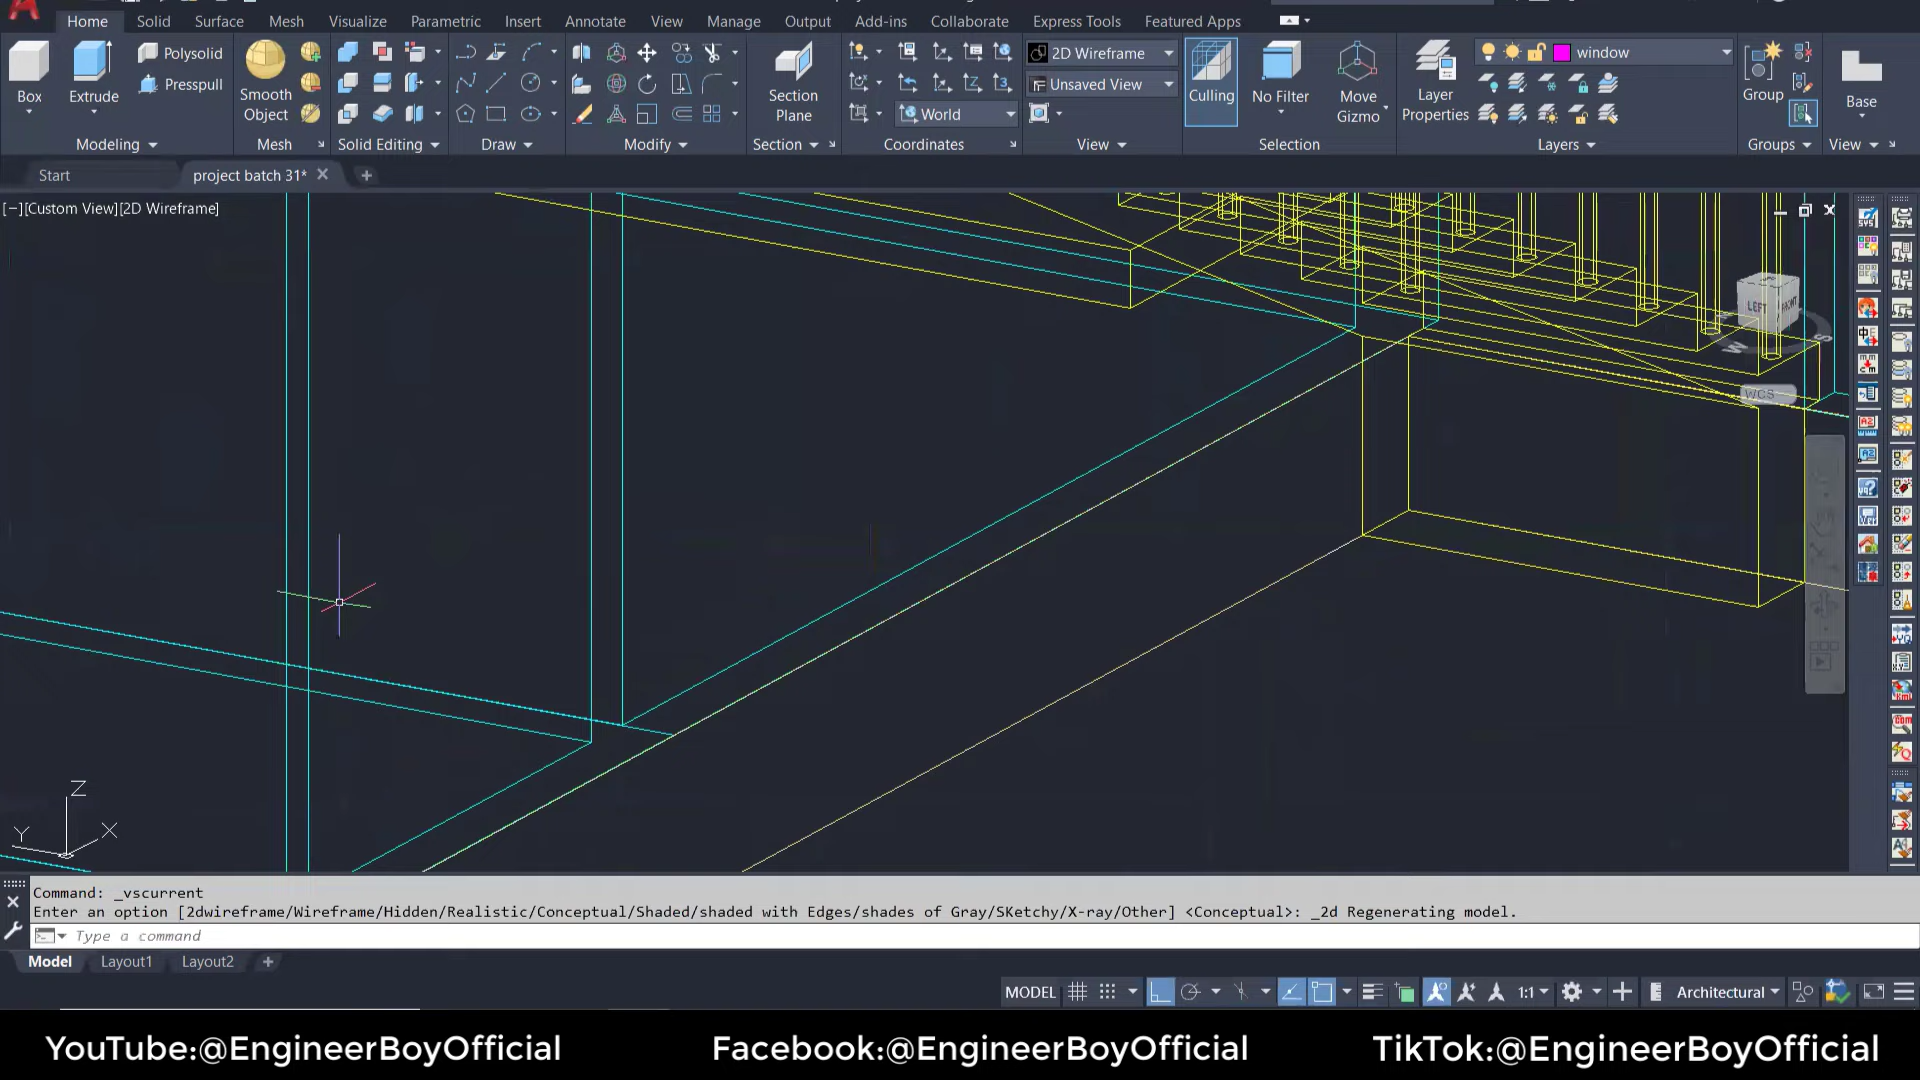 Home Solid Surface Mesh Visualize Parametric Insert Annotate View Manage Output Add-ins Collaborate Express Tools Featured Apps
Box
Extrude
Polysolid
Presspull
Smooth
Object
Section
Plane
2D Wireframe
Unsaved View
World
Culling
No Filter
Move
Gizmo
Layer
Properties
window
Group
Base
Modeling Mesh Solid Editing Draw Modify Section Coordinates View Selection Layers Groups View
Start project batch 31*
[−][Custom View][2D Wireframe]
LEFT FRONT
W S
WCS
Z
Y X
Command: _vscurrent
Enter an option [2dwireframe/Wireframe/Hidden/Realistic/Conceptual/Shaded/shaded with Edges/shades of Gray/SKetchy/X-ray/Other] <Conceptual>: _2d Regenerating model.
Type a command
Model Layout1 Layout2
MODEL 1:1 Architectural
YouTube:@EngineerBoyOfficial Facebook:@EngineerBoyOfficial TikTok:@EngineerBoyOfficial